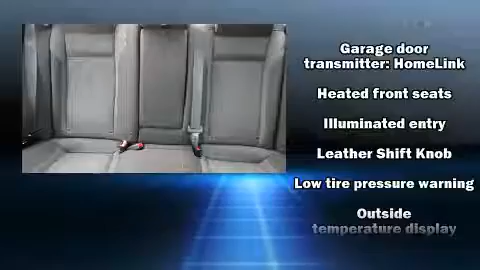 Garage door
transmitter: HomeLink
Heated front seats
Illuminated entry
Leather Shift Knob
Low tire pressure warning
Outside
temperature display